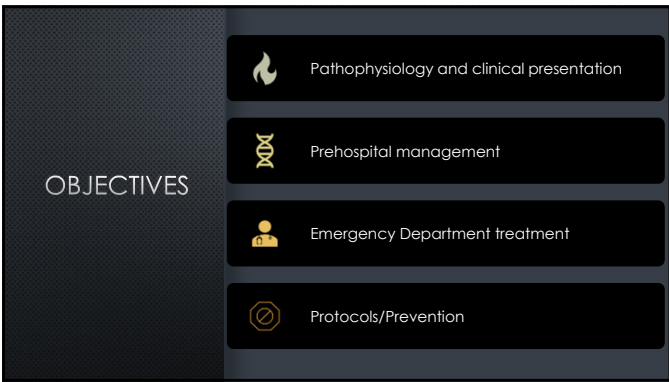 OBJECTIVES
Pathophysiology and clinical presentation
Prehospital management
Emergency Department treatment
Protocols/Prevention